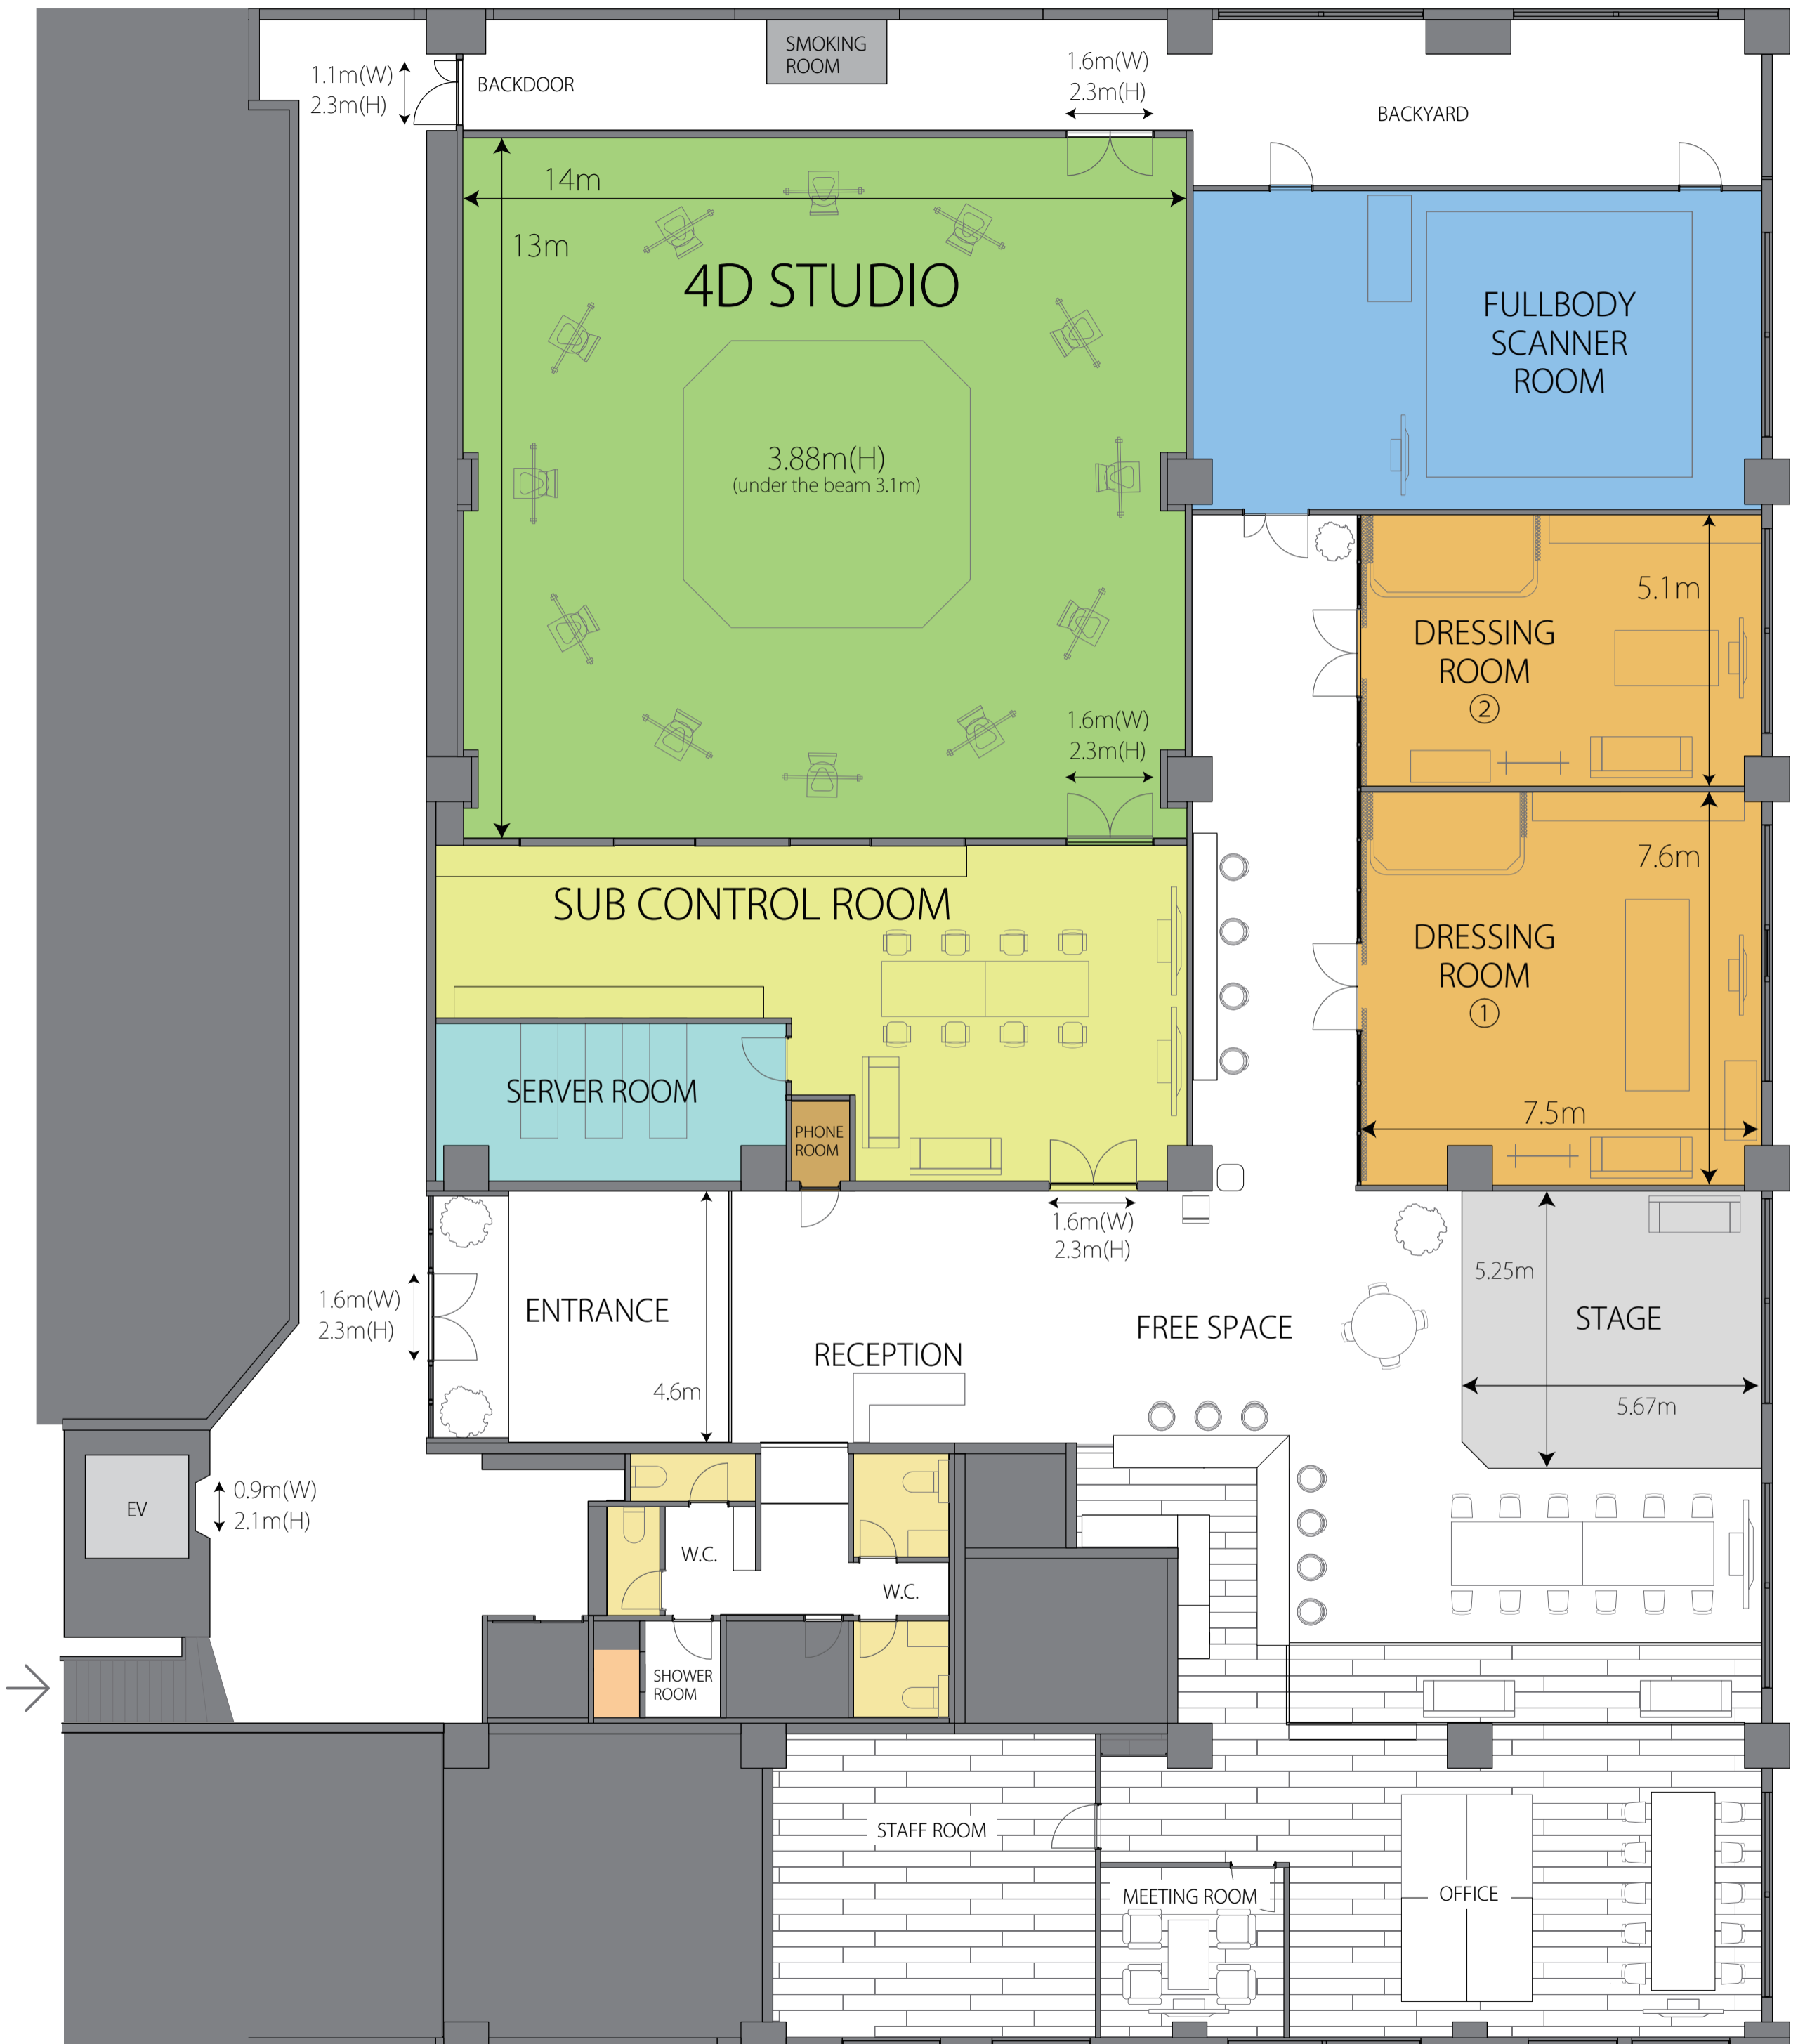 SMOKING
ROOM
1.1m(W)
2.3m(H)
BACKDOOR
1.6m(W)
2.3m(H)
BACKYARD
14m
13m
4D STUDIO
FULLBODY
SCANNER
ROOM
3.88m(H)
(under the beam 3.1m)
5.1m
DRESSING
ROOM
②
1.6m(W)
2.3m(H)
7.6m
SUB CONTROL ROOM
DRESSING
ROOM
①
SERVER ROOM
PHONE
ROOM
7.5m
1.6m(W)
2.3m(H)
5.25m
1.6m(W)
2.3m(H)
ENTRANCE
FREE SPACE
STAGE
RECEPTION
4.6m
5.67m
EV
0.9m(W)
2.1m(H)
W.C.
W.C.
SHOWER
ROOM
STAFF ROOM
MEETING ROOM
OFFICE